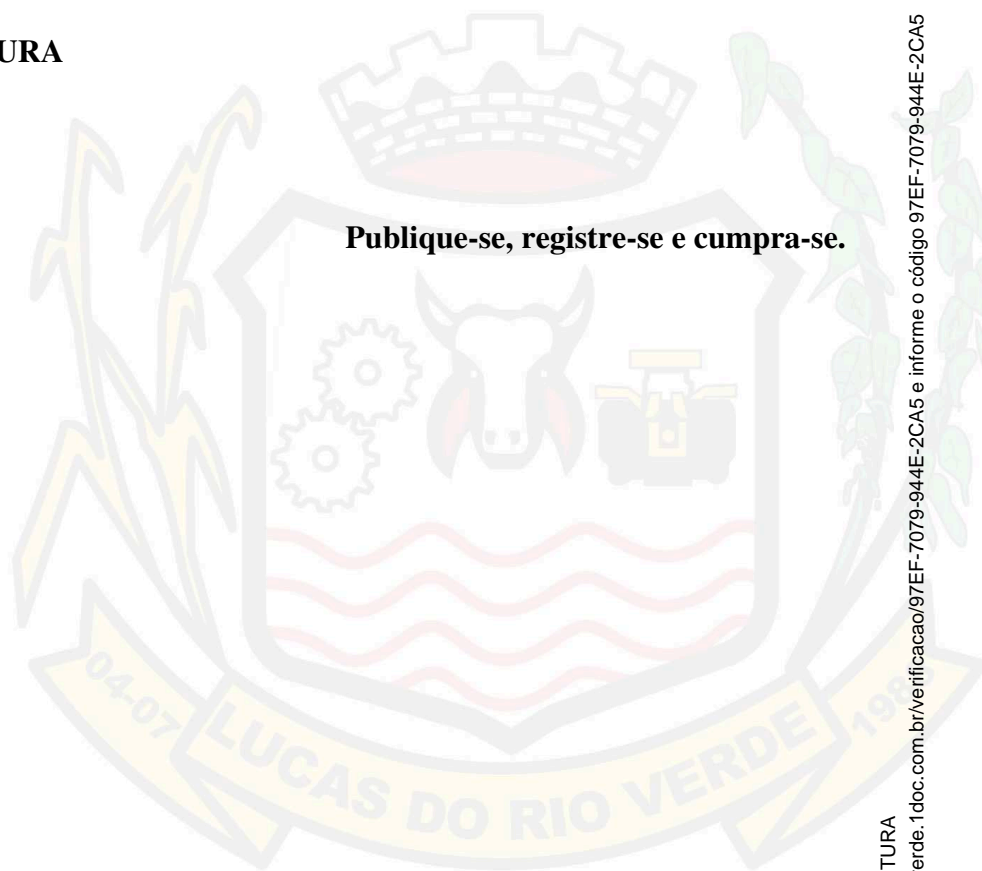 URA
Publique-se, registre-se e cumpra-se.
04-07 LUCAS DO RIO VERDE 1988
TURA
erde.1doc.com.br/verificacao/97EF-7079-944E-2CA5 e informe o código 97EF-7079-944E-2CA5